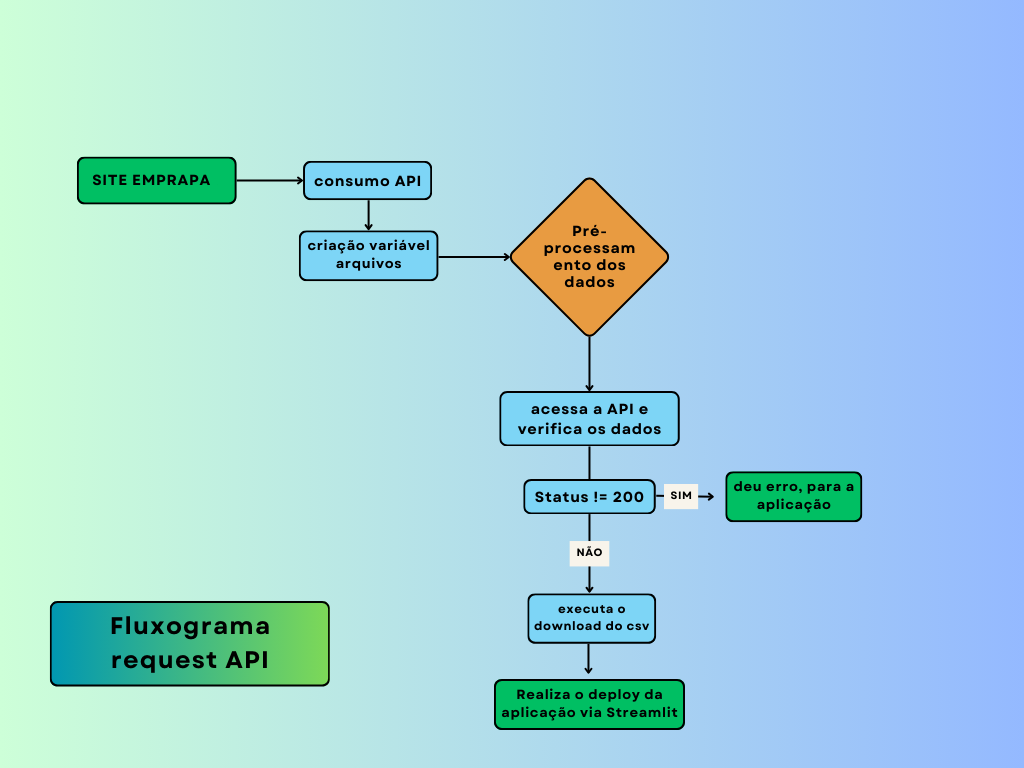 SITE EMPRAPA
consumo API
criação variável
arquivos
Pré-
processam
ento dos
dados
acessa a API e
verifica os dados
Status != 200
SIM
deu erro, para a
aplicação
NÃO
executa o
download do csv
Realiza o deploy da
aplicação via Streamlit
Fluxograma
request API